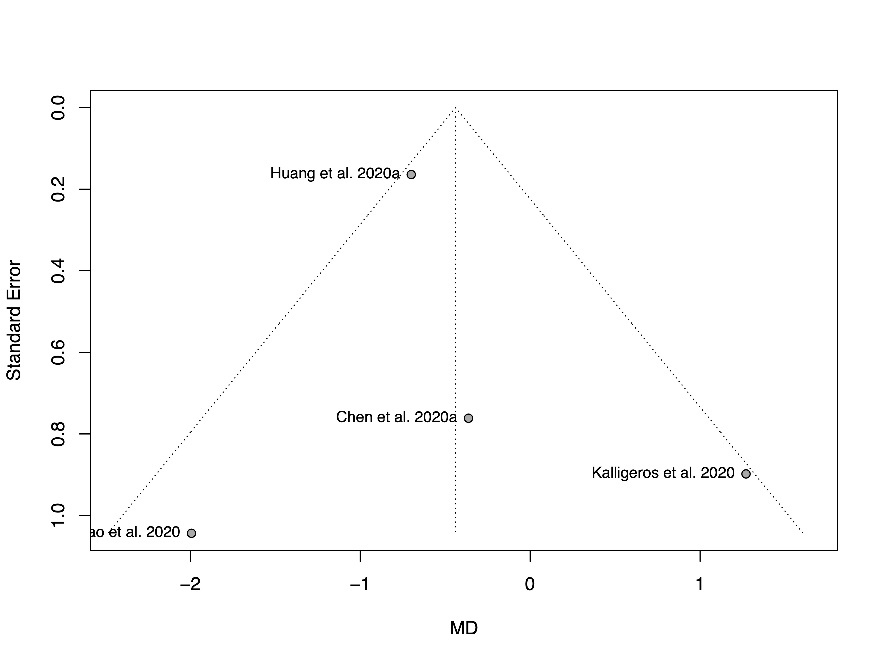 0.0
0.2
0.4
0.6
0.8
1.0
Standard Error
Huang et al. 2020a
Chen et al. 2020a
Kalligeros et al. 2020
ao et al. 2020
−2
−1
0
1
MD